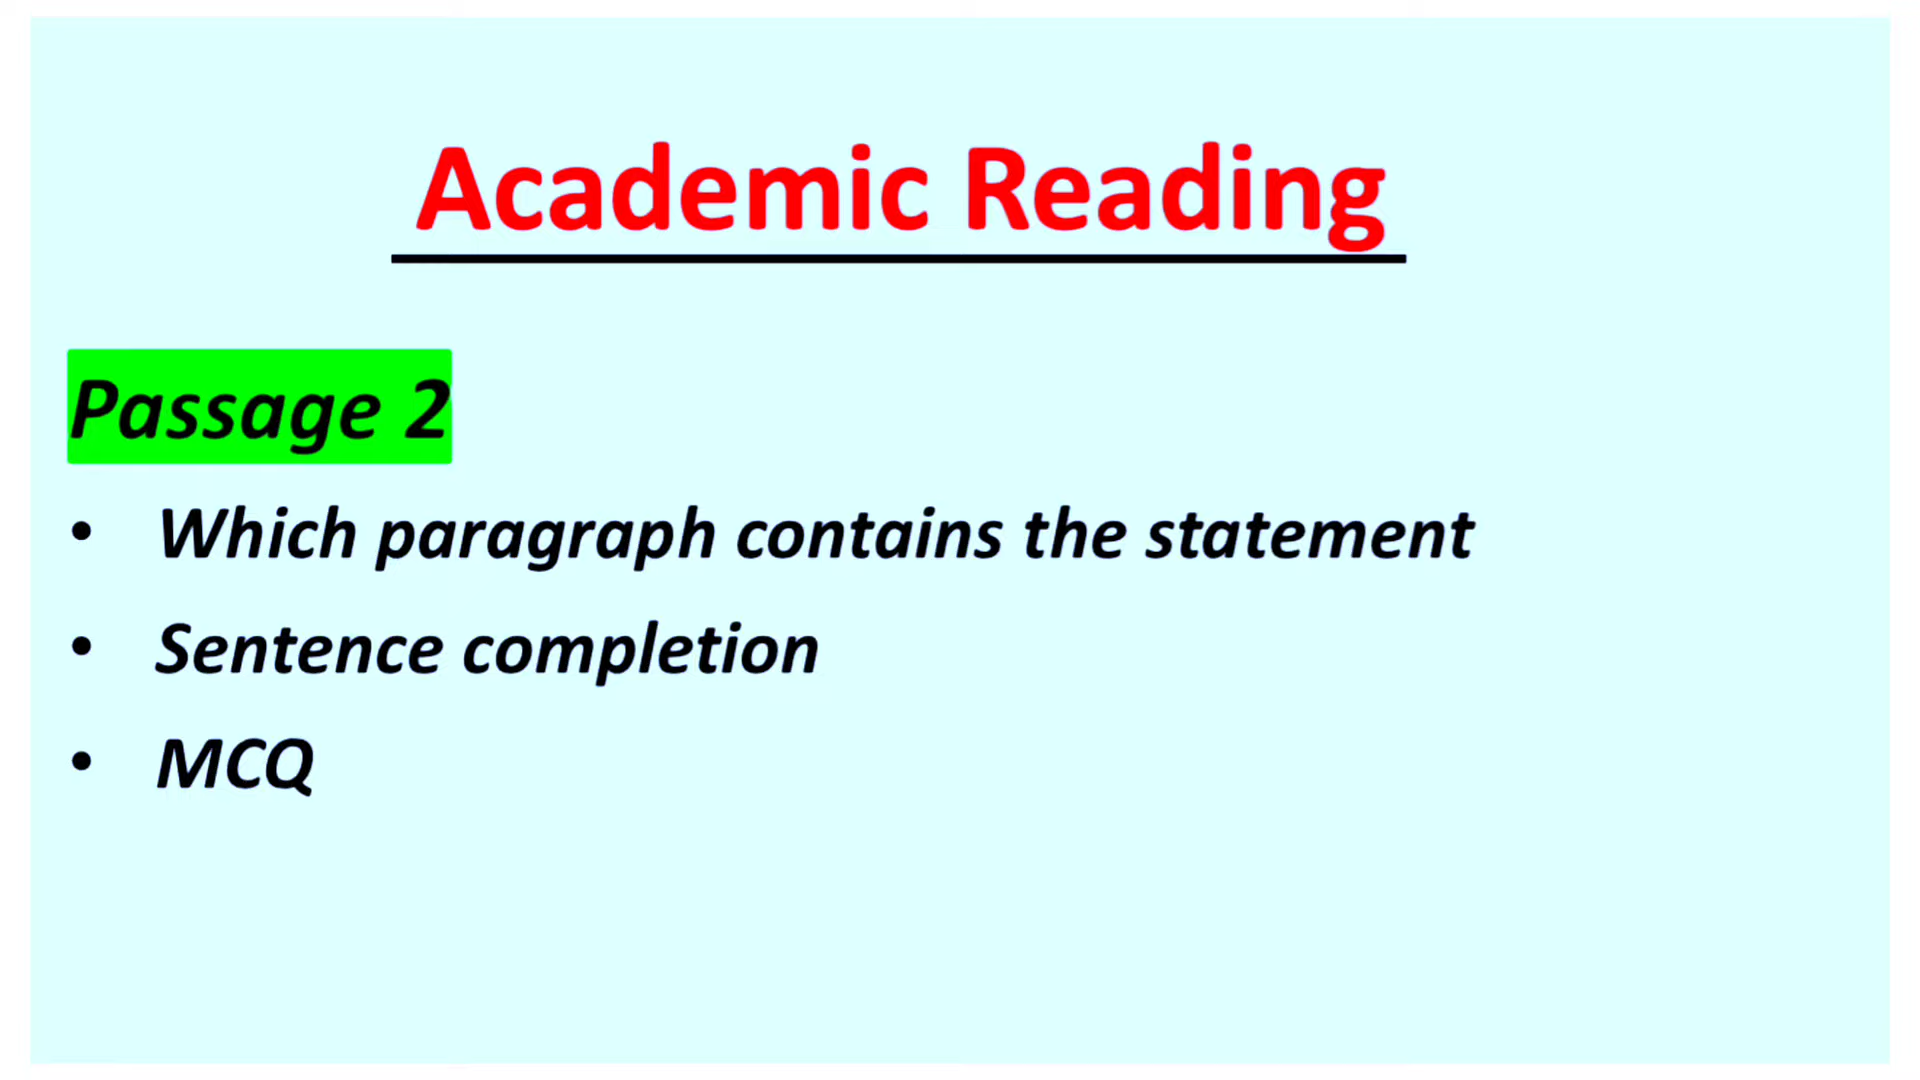 Academic Reading
Passage 2
• Which paragraph contains the statement
• Sentence completion
• MCQ